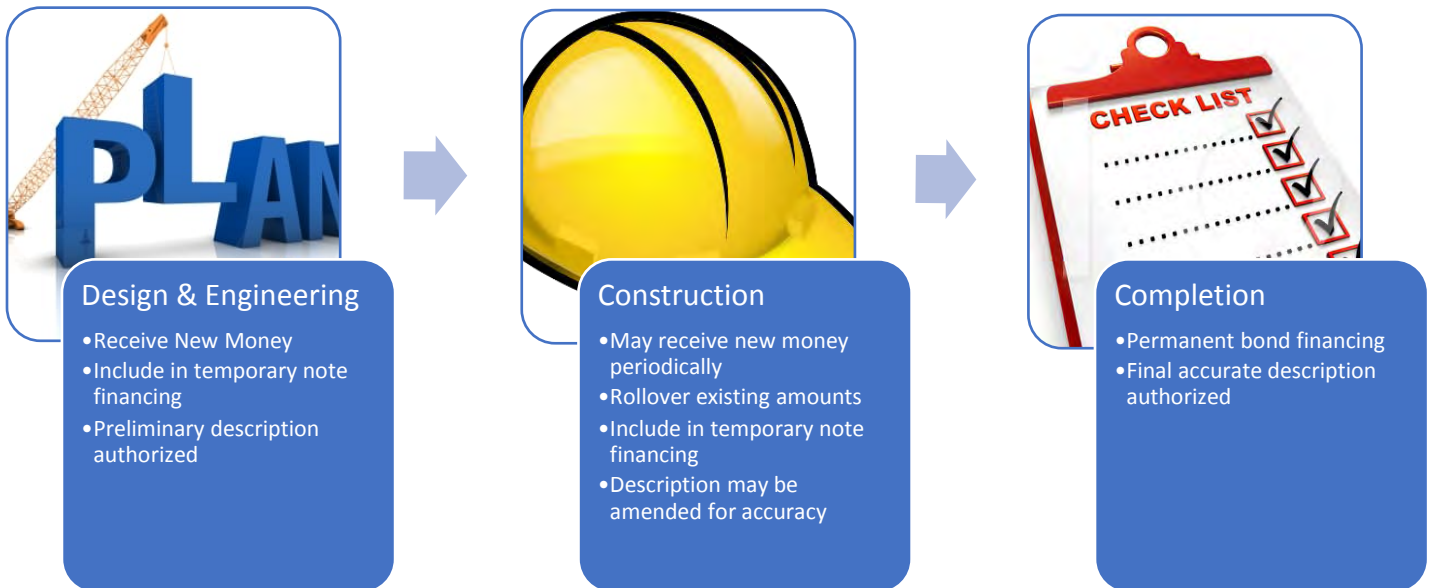 PLAN
CHECK LIST
Design & Engineering
•Receive New Money
•Include in temporary note
financing
•Preliminary description
authorized
Construction
•May receive new money
periodically
•Rollover existing amounts
•Include in temporary note
financing
•Description may be
amended for accuracy
Completion
•Permanent bond financing
•Final accurate description
authorized